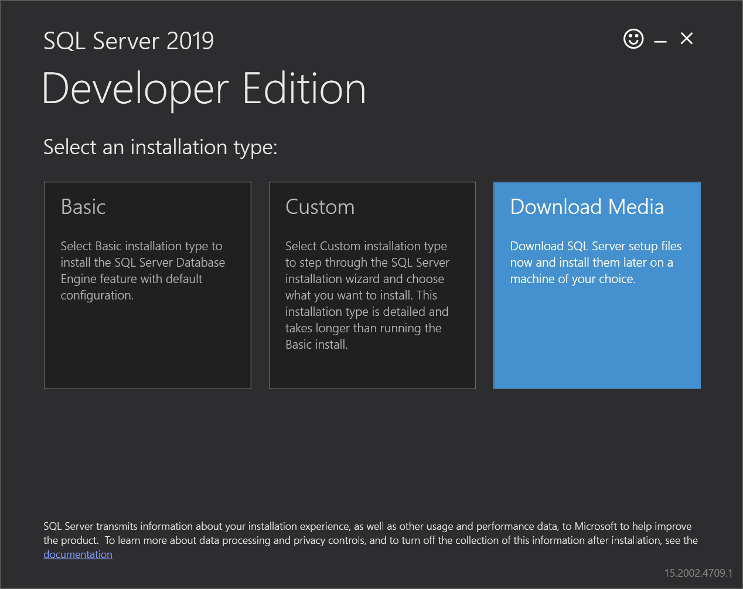 SQL Server 2019
Developer Edition
Select an installation type:
Basic
Select Basic installation type to
install the SQL Server Database
Engine feature with default
configuration.
Custom
Select Custom installation type
to step through the SQL Server
installation wizard and choose
what you want to install. This
installation type is detailed and
takes longer than running the
Basic install.
Download Media
Download SQL Server setup files
now and install them later on a
machine of your choice.
SQL Server transmits information about your installation experience, as well as other usage and performance data, to Microsoft to help improve
the product.  To learn more about data processing and privacy controls, and to turn off the collection of this information after installation, see the
documentation
15.2002.4709.1